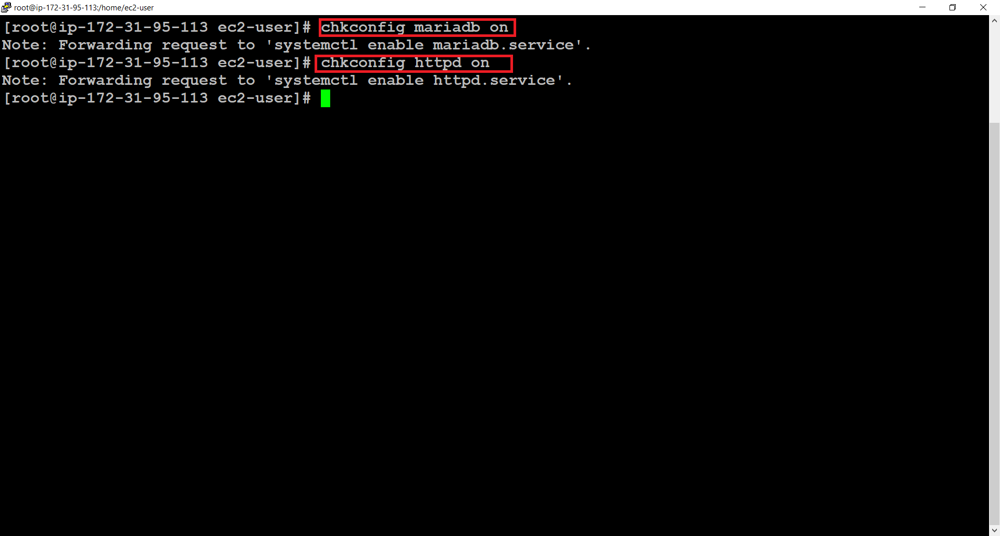 root@ip-172-31-95-113:/home/ec2-user
[root@ip-172-31-95-113 ec2-user]# chkconfig mariadb on
Note: Forwarding request to 'systemctl enable mariadb.service'.
[root@ip-172-31-95-113 ec2-user]# chkconfig httpd on
Note: Forwarding request to 'systemctl enable httpd.service'.
[root@ip-172-31-95-113 ec2-user]#